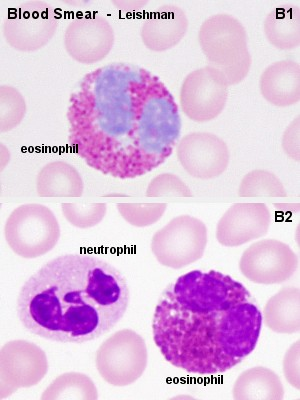 Blood Smear - Leishman B1
eosinophil
B2
neutrophil
eosinophil